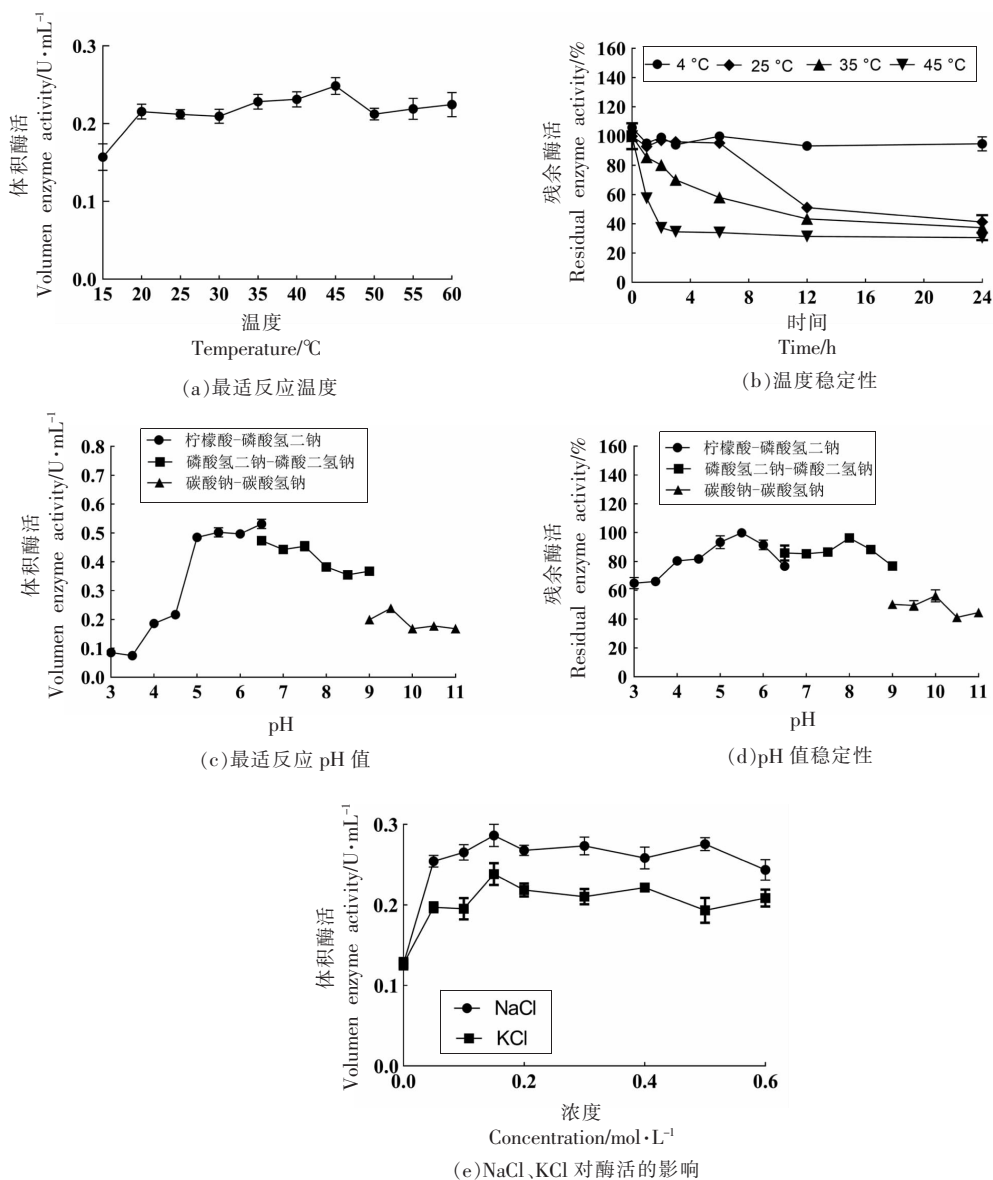 体积酶活
Volumen enzyme activity/U·mL⁻¹
0.3
0.2
0.1
0.0
15 20 25 30 35 40 45 50 55 60
温度
Temperature/℃
(a)最适反应温度
残余酶活
Residual enzyme activity/%
160
140
120
100
80
60
40
20
0
4 °C 25 °C 35 °C 45 °C
0 4 8 12 16 20 24
时间
Time/h
(b)温度稳定性
体积酶活
Volumen enzyme activity/U·mL⁻¹
0.8
0.7
0.6
0.5
0.4
0.3
0.2
0.1
0.0
柠檬酸-磷酸氢二钠
磷酸氢二钠-磷酸二氢钠
碳酸钠-碳酸氢钠
3 4 5 6 7 8 9 10 11
pH
(c)最适反应 pH 值
残余酶活
Residual enzyme activity/%
160
140
120
100
80
60
40
20
0
柠檬酸-磷酸氢二钠
磷酸氢二钠-磷酸二氢钠
碳酸钠-碳酸氢钠
3 4 5 6 7 8 9 10 11
pH
(d)pH 值稳定性
体积酶活
Volumen enzyme activity/U·mL⁻¹
0.3
0.2
0.1
0.0
NaCl
KCl
0.0 0.2 0.4 0.6
浓度
Concentration/mol·L⁻¹
(e)NaCl、KCl 对酶活的影响